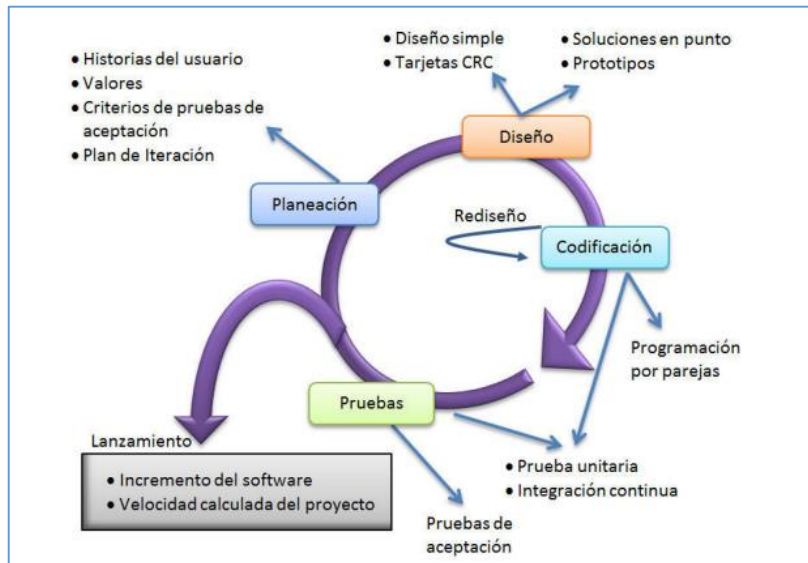 • Historias del usuario
• Valores
• Criterios de pruebas de
aceptación
• Plan de Iteración
• Diseño simple
• Tarjetas CRC
• Soluciones en punto
• Prototipos
Diseño
Planeación
Rediseño
Codificación
Programación
por parejas
Pruebas
Lanzamiento
• Incremento del software
• Velocidad calculada del proyecto
• Prueba unitaria
• Integración continua
Pruebas de
aceptación